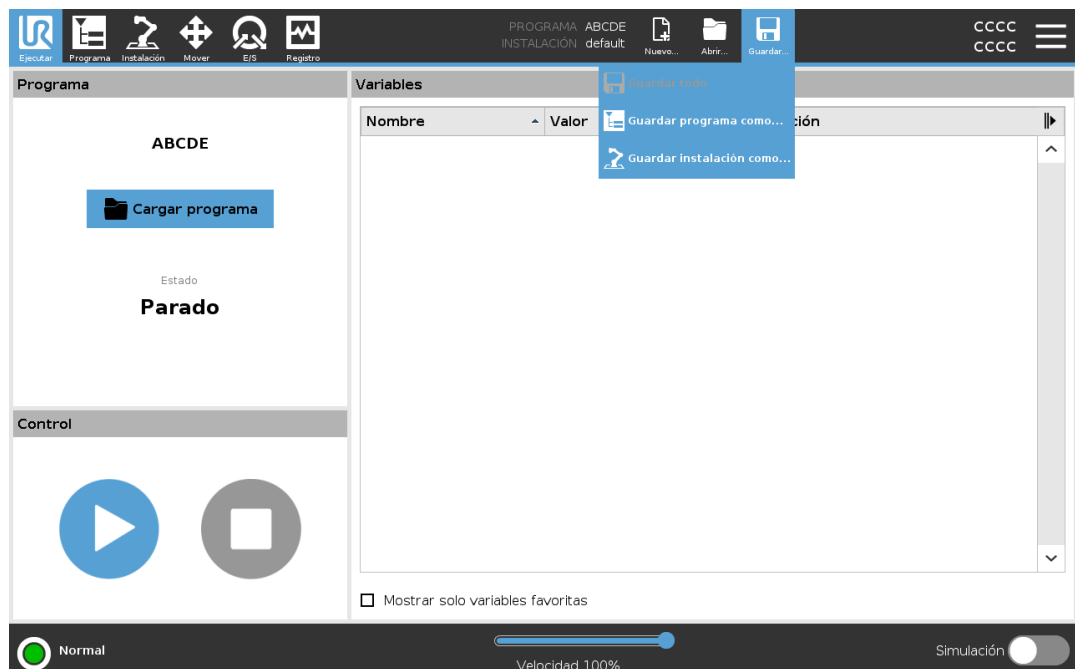 Ejecutar
Programa
Instalación
Mover
E/S
Registro
PROGRAMA ABCDE
INSTALACIÓN default
Nuevo...
Abrir...
Guardar...
CCCC
CCCC
Programa
ABCDE
Cargar programa
Estado
Parado
Control
Variables
Guardar todo
Guardar programa como...
Guardar instalación como...
Nombre
Valor
ción
Mostrar solo variables favoritas
Normal
Velocidad 100%
Simulación